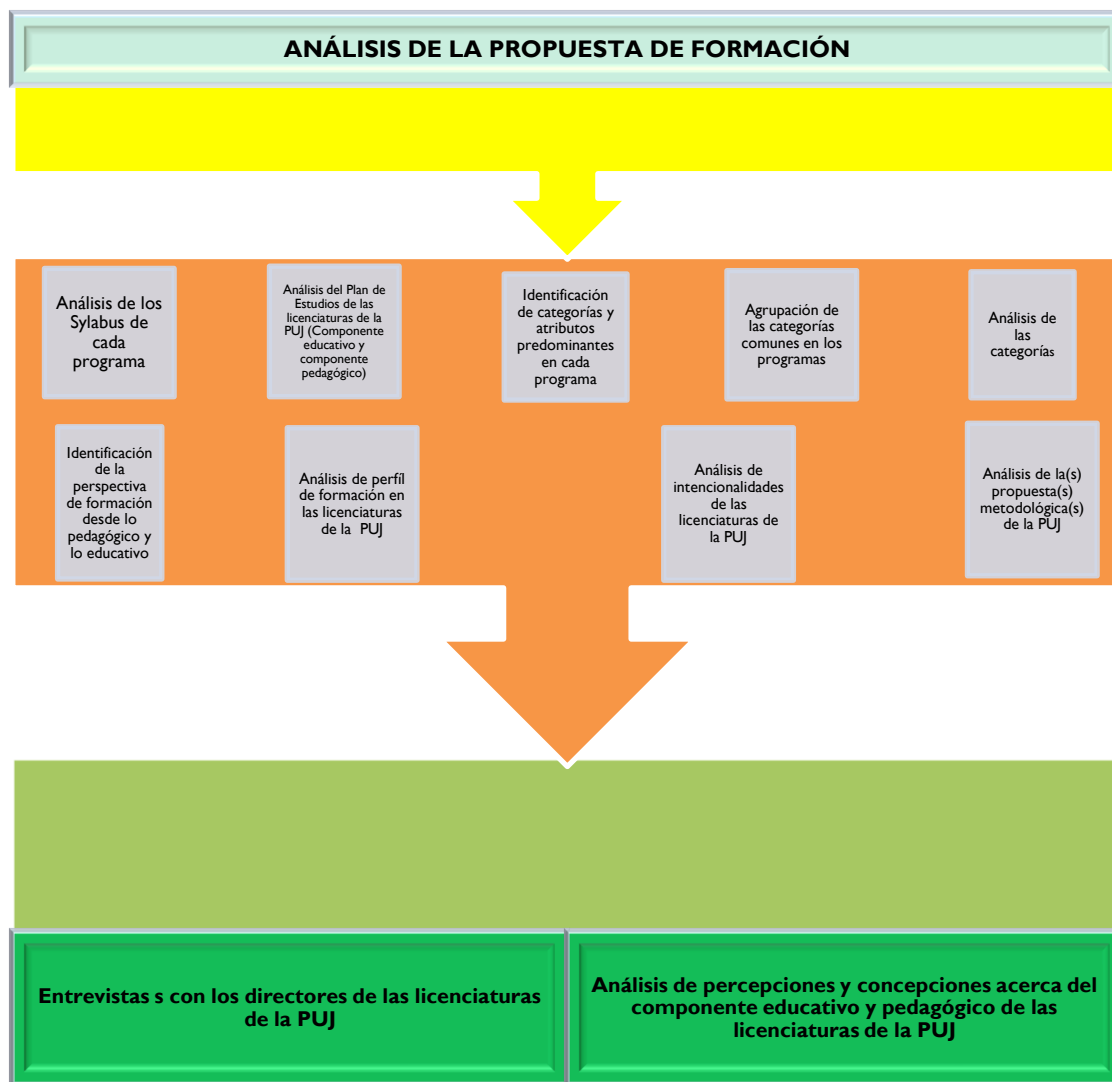 ANÁLISIS DE LA PROPUESTA DE FORMACIÓN
Análisis de los
Sylabus de
cada
programa
Análisis del Plan de
Estudios de las
licenciaturas de la
PUJ (Componente
educativo y
componente
pedagógico)
Identificación
de categorías y
atributos
predominantes
en cada
programa
Agrupación de
las categorías
comunes en los
programas
Análisis de
las
categorías
Identificación
de la
perspectiva
de formación
desde lo
pedagógico y
lo educativo
Análisis de perfíl
de formación en
las licenciaturas
de la PUJ
Análisis de
intencionalidades
de las
licenciaturas de
la PUJ
Análisis de la(s)
propuesta(s)
metodológica(s)
de la PUJ
Entrevistas s con los directores de las licenciaturas
de la PUJ
Análisis de percepciones y concepciones acerca del
componente educativo y pedagógico de las
licenciaturas de la PUJ